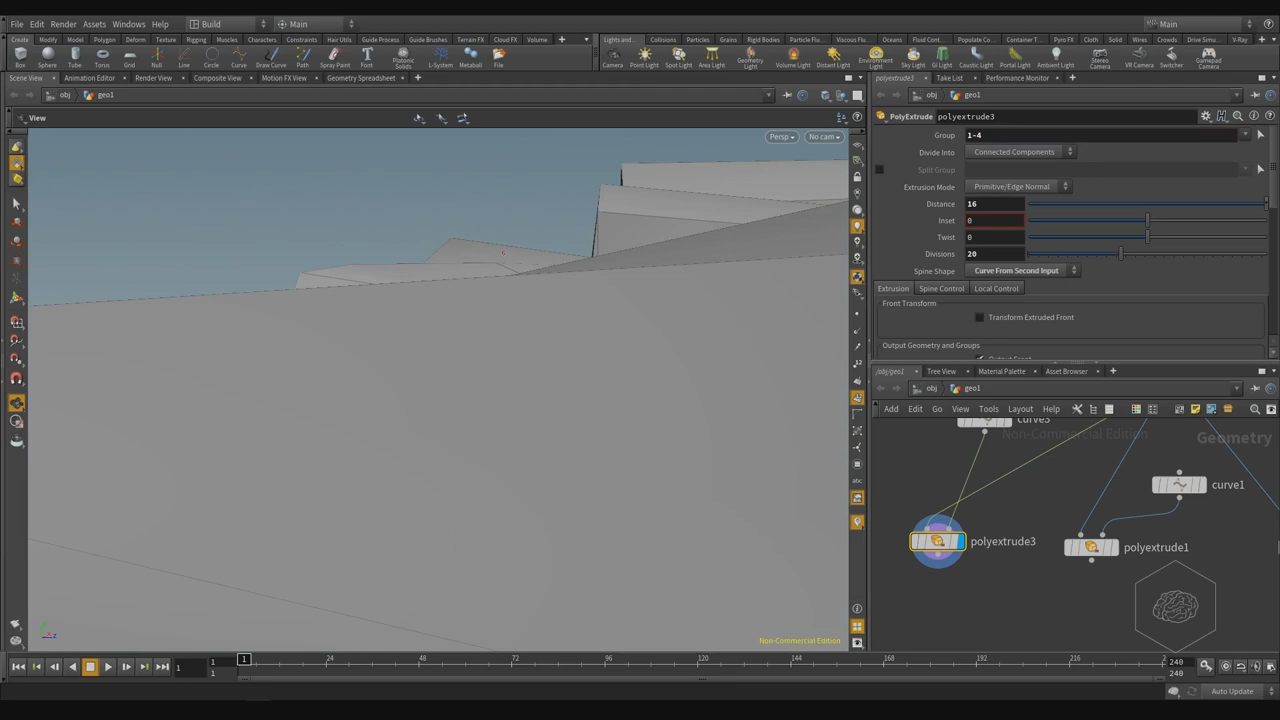 File Edit Render Assets Windows Help Build Main Main
Create Modify Model Polygon Deform Texture Rigging Muscles Characters Constraints Hair Utils Guide Process Guide Brushes Terrain FX Cloud FX Volume
Lights and... Collisions Particles Grains Rigid Bodies Particle Flu... Viscous Flu... Populate Co... Container T... Pyro FX Cloth Solid Wires Crowds Drive Simu... V-Ray
Box Sphere Tube Torus Grid Null Line Circle Curve Draw Curve Path Spray Paint Font Platonic Solids L-System Metaball File
Camera Point Light Spot Light Area Light Geometry Light Volume Light Distant Light Environment Light Sky Light GI Light Caustic Light Portal Light Ambient Light Stereo Camera VR Camera Switcher Gamepad Camera
Scene View Animation Editor Render View Composite View Motion FX View Geometry Spreadsheet
polyextrude3 Take List Performance Monitor
obj geo1
obj geo1
View
PolyExtrude polyextrude3
Persp No cam
Group 1-4
Divide Into Connected Components
Split Group
Extrusion Mode Primitive/Edge Normal
Distance 16
Inset 0
Twist 0
Divisions 20
Spine Shape Curve From Second Input
Extrusion Spine Control Local Control
Front Transform
Transform Extruded Front
Output Geometry and Groups
/obj/geo1 Tree View Material Palette Asset Browser
obj geo1
Add Edit Go View Tools Layout Help
curve3
Non-Commercial Edition
Geometry
curve1
polyextrude3
polyextrude1
Non-Commercial Edition
1 1 1 1 24 48 72 96 120 144 168 192 216 240 240
Auto Update